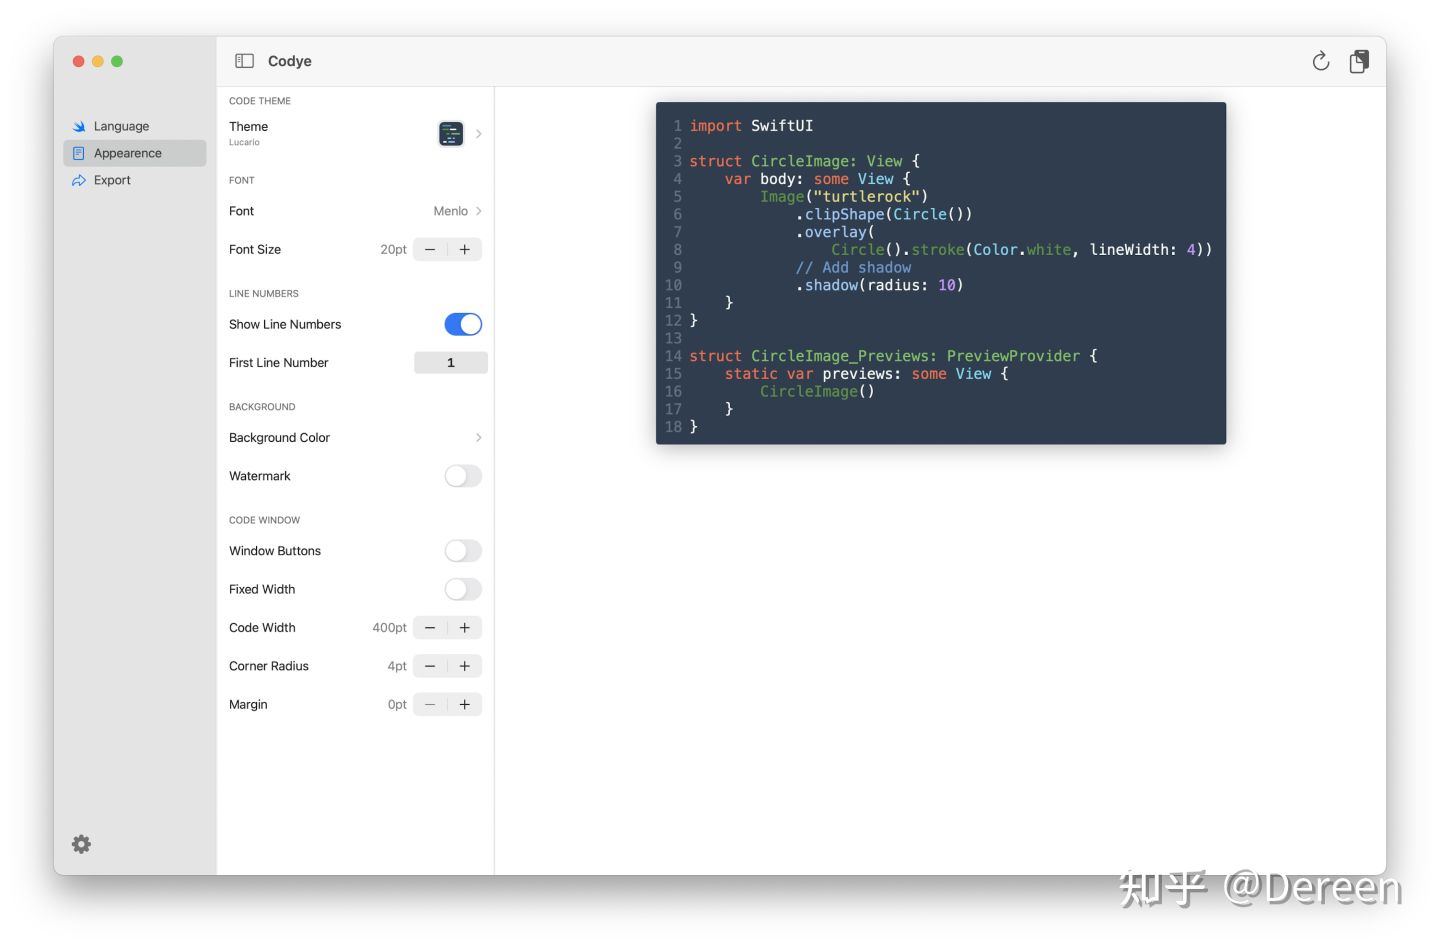 Codye
Language
Appearence
Export
CODE THEME
Theme
Lucario
FONT
Font Menlo
Font Size 20pt − +
LINE NUMBERS
Show Line Numbers
First Line Number 1
BACKGROUND
Background Color
Watermark
CODE WINDOW
Window Buttons
Fixed Width
Code Width 400pt − +
Corner Radius 4pt − +
Margin 0pt − +
1 import SwiftUI
2
3 struct CircleImage: View {
4     var body: some View {
5         Image("turtlerock")
6             .clipShape(Circle())
7             .overlay(
8                 Circle().stroke(Color.white, lineWidth: 4))
9             // Add shadow
10             .shadow(radius: 10)
11     }
12 }
13
14 struct CircleImage_Previews: PreviewProvider {
15     static var previews: some View {
16         CircleImage()
17     }
18 }
知乎 @Dereen